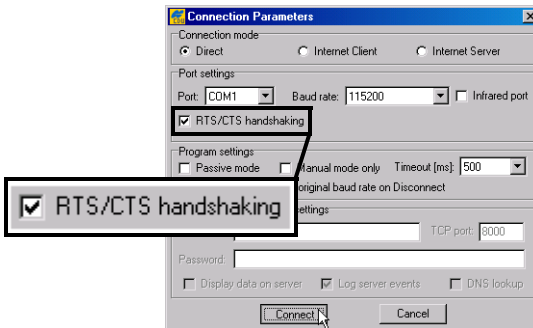 Connection Parameters
Connection mode
Direct Internet Client Internet Server
Port settings
Port: COM1 Baud rate: 115200 Infrared port
RTS/CTS handshaking
Program settings
Passive mode Manual mode only Timeout [ms]: 500
RTS/CTS handshaking
original baud rate on Disconnect
settings
TCP port: 8000
Password:
Display data on server Log server events DNS lookup
Connect Cancel